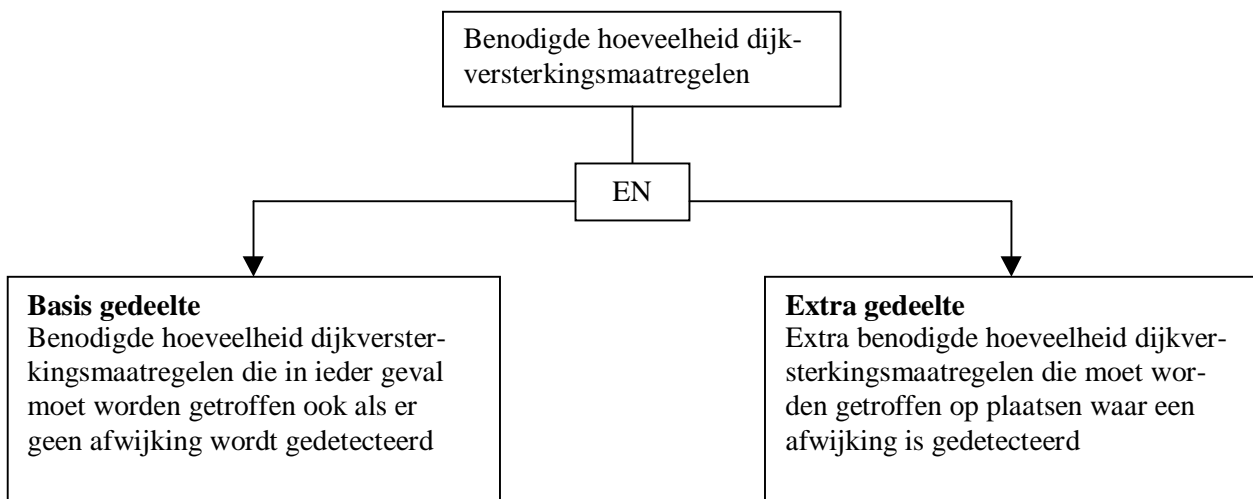 Benodigde hoeveelheid dijk-
versterkingsmaatregelen
EN
Basis gedeelte
Benodigde hoeveelheid dijkverster-
kingsmaatregelen die in ieder geval
moet worden getroffen ook als er
geen afwijking wordt gedetecteerd
Extra gedeelte
Extra benodigde hoeveelheid dijkver-
sterkingsmaatregelen die moet wor-
den getroffen op plaatsen waar een
afwijking is gedetecteerd